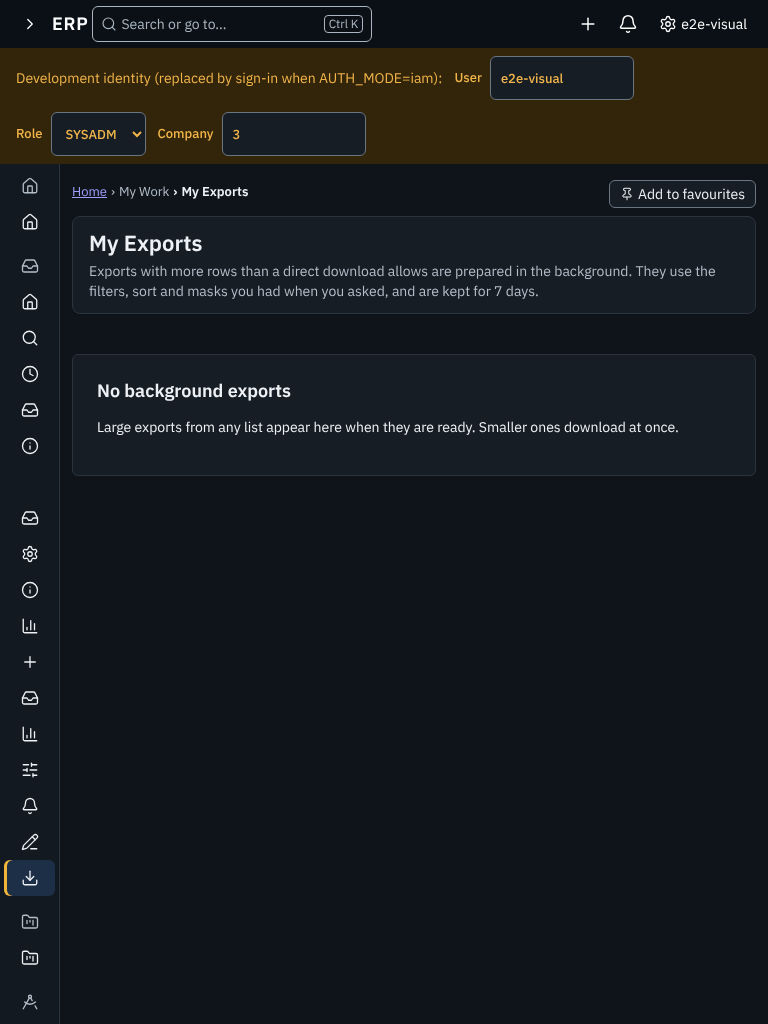 ERP Search or go to... Ctrl K e2e-visual
Development identity (replaced by sign-in when AUTH_MODE=iam): User e2e-visual
Role SYSADM Company 3
Home › My Work › My Exports
Add to favourites
My Exports
Exports with more rows than a direct download allows are prepared in the background. They use the
filters, sort and masks you had when you asked, and are kept for 7 days.
No background exports
Large exports from any list appear here when they are ready. Smaller ones download at once.